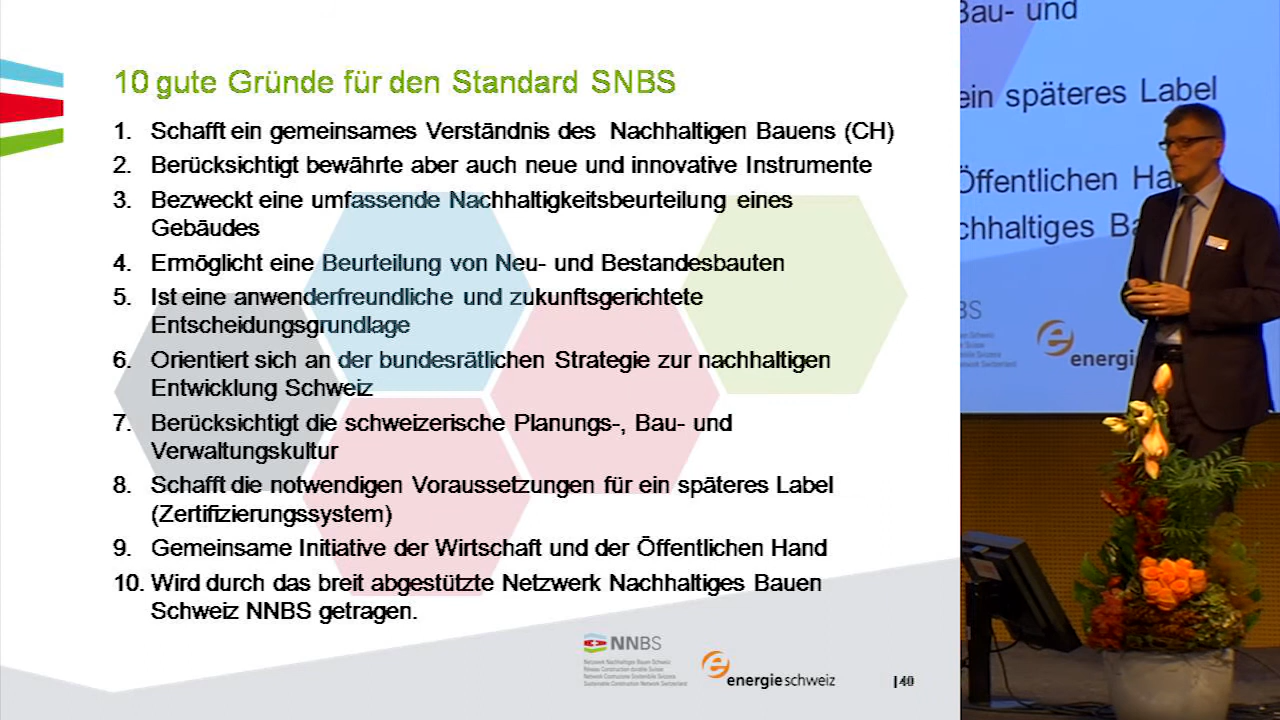 10 gute Gründe für den Standard SNBS
1. Schafft ein gemeinsames Verständnis des Nachhaltigen Bauens (CH)
2. Berücksichtigt bewährte aber auch neue und innovative Instrumente
3. Bezweckt eine umfassende Nachhaltigkeitsbeurteilung eines
Gebäudes
4. Ermöglicht eine Beurteilung von Neu- und Bestandesbauten
5. Ist eine anwenderfreundliche und zukunftsgerichtete
Entscheidungsgrundlage
6. Orientiert sich an der bundesrätlichen Strategie zur nachhaltigen
Entwicklung Schweiz
7. Berücksichtigt die schweizerische Planungs-, Bau- und
Verwaltungskultur
8. Schafft die notwendigen Voraussetzungen für ein späteres Label
(Zertifizierungssystem)
9. Gemeinsame Initiative der Wirtschaft und der Öffentlichen Hand
10. Wird durch das breit abgestützte Netzwerk Nachhaltiges Bauen
Schweiz NNBS getragen.
NNBS
Netzwerk Nachhaltiges Bauen Schweiz
Réseau Construction durable Suisse
Network Costruzione Sostenibile Svizzera
Sustainable Construction Network Switzerland
energieschweiz
| 40
Bau- und
ein späteres Label
Öffentlichen Ha
chhaltiges Ba
BS
energi